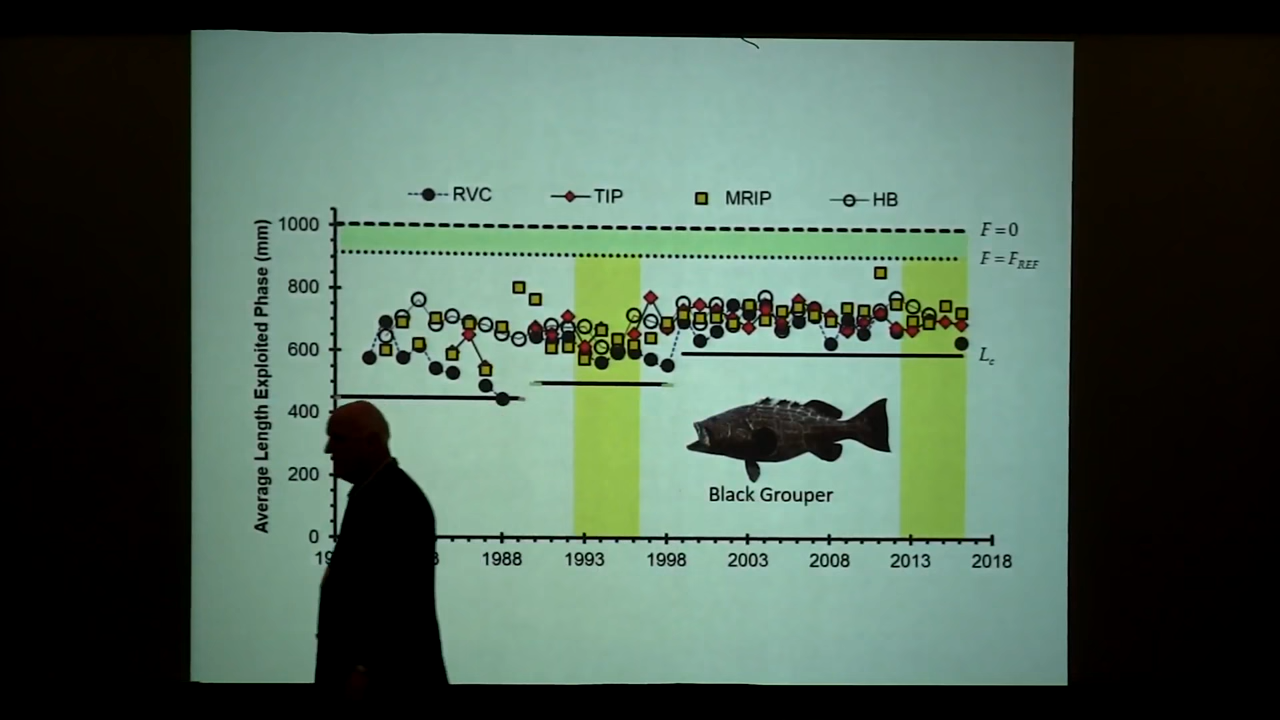 RVC TIP MRIP HB
Average Length Exploited Phase (mm)
1000
800
600
400
200
0
F = 0
F = F_REF
L_c
Black Grouper
1988 1993 1998 2003 2008 2013 2018